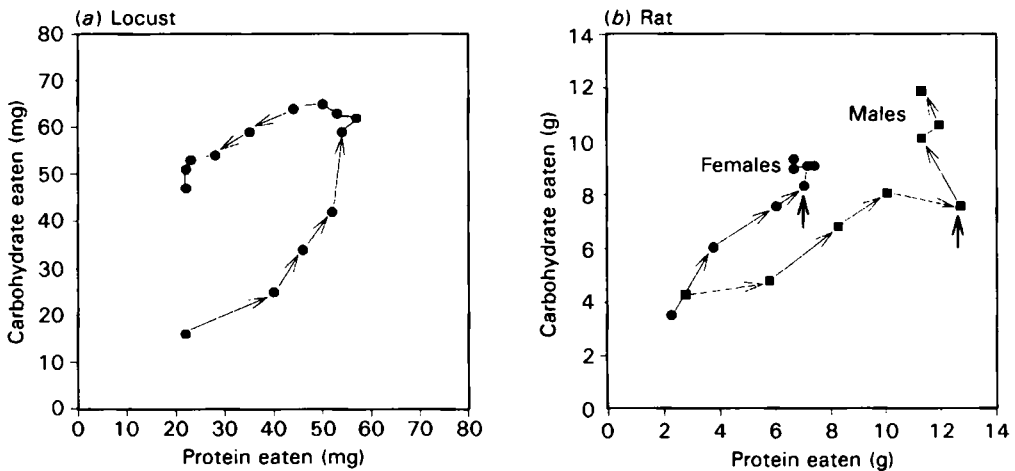 (a) Locust
Carbohydrate eaten (mg)
80
70
60
50
40
30
20
10
0
0 10 20 30 40 50 60 70 80
Protein eaten (mg)
(b) Rat
Carbohydrate eaten (g)
14
12
10
8
6
4
2
0
Males
Females
0 2 4 6 8 10 12 14
Protein eaten (g)